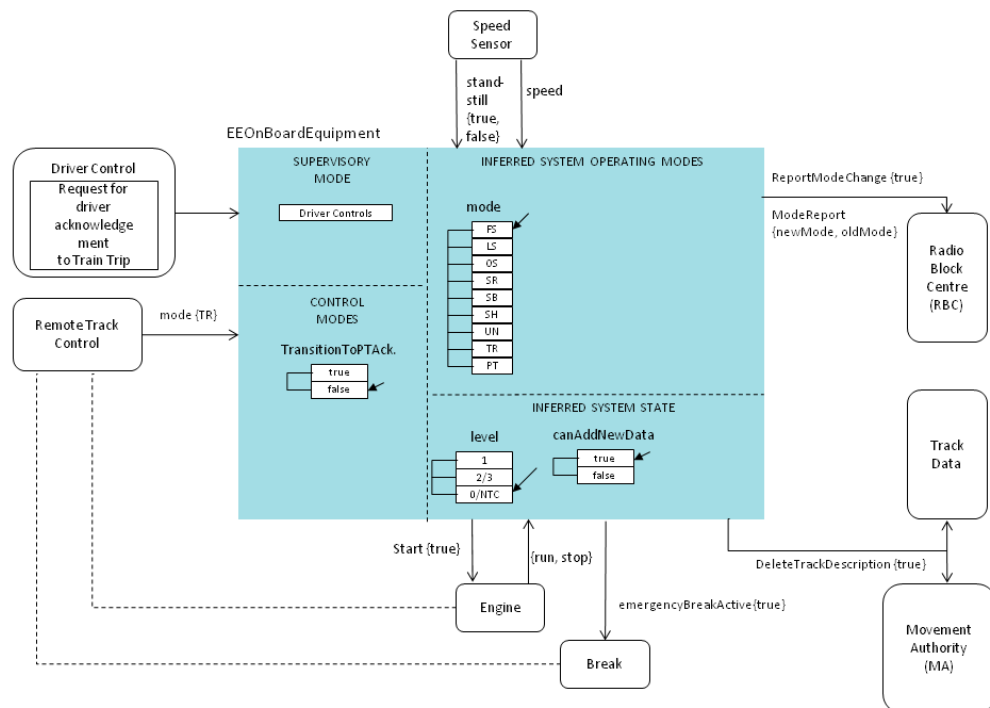 Speed
Sensor
stand-
still
{true,
false}
speed
EEOnBoardEquipment
Driver Control
Request for
driver
acknowledge
ment
to Train Trip
SUPERVISORY
MODE
Driver Controls
INFERRED SYSTEM OPERATING MODES
mode
FS
LS
OS
SR
SB
SH
UN
TR
PT
ReportModeChange {true}
ModeReport
{newMode, oldMode}
Radio
Block
Centre
(RBC)
Remote Track
Control
mode {TR}
CONTROL
MODES
TransitionToPTAck.
true
false
INFERRED SYSTEM STATE
level
1
2/3
0/NTC
canAddNewData
true
false
Track
Data
Start {true}
{run, stop}
DeleteTrackDescription {true}
Engine
emergencyBreakActive{true}
Break
Movement
Authority
(MA)